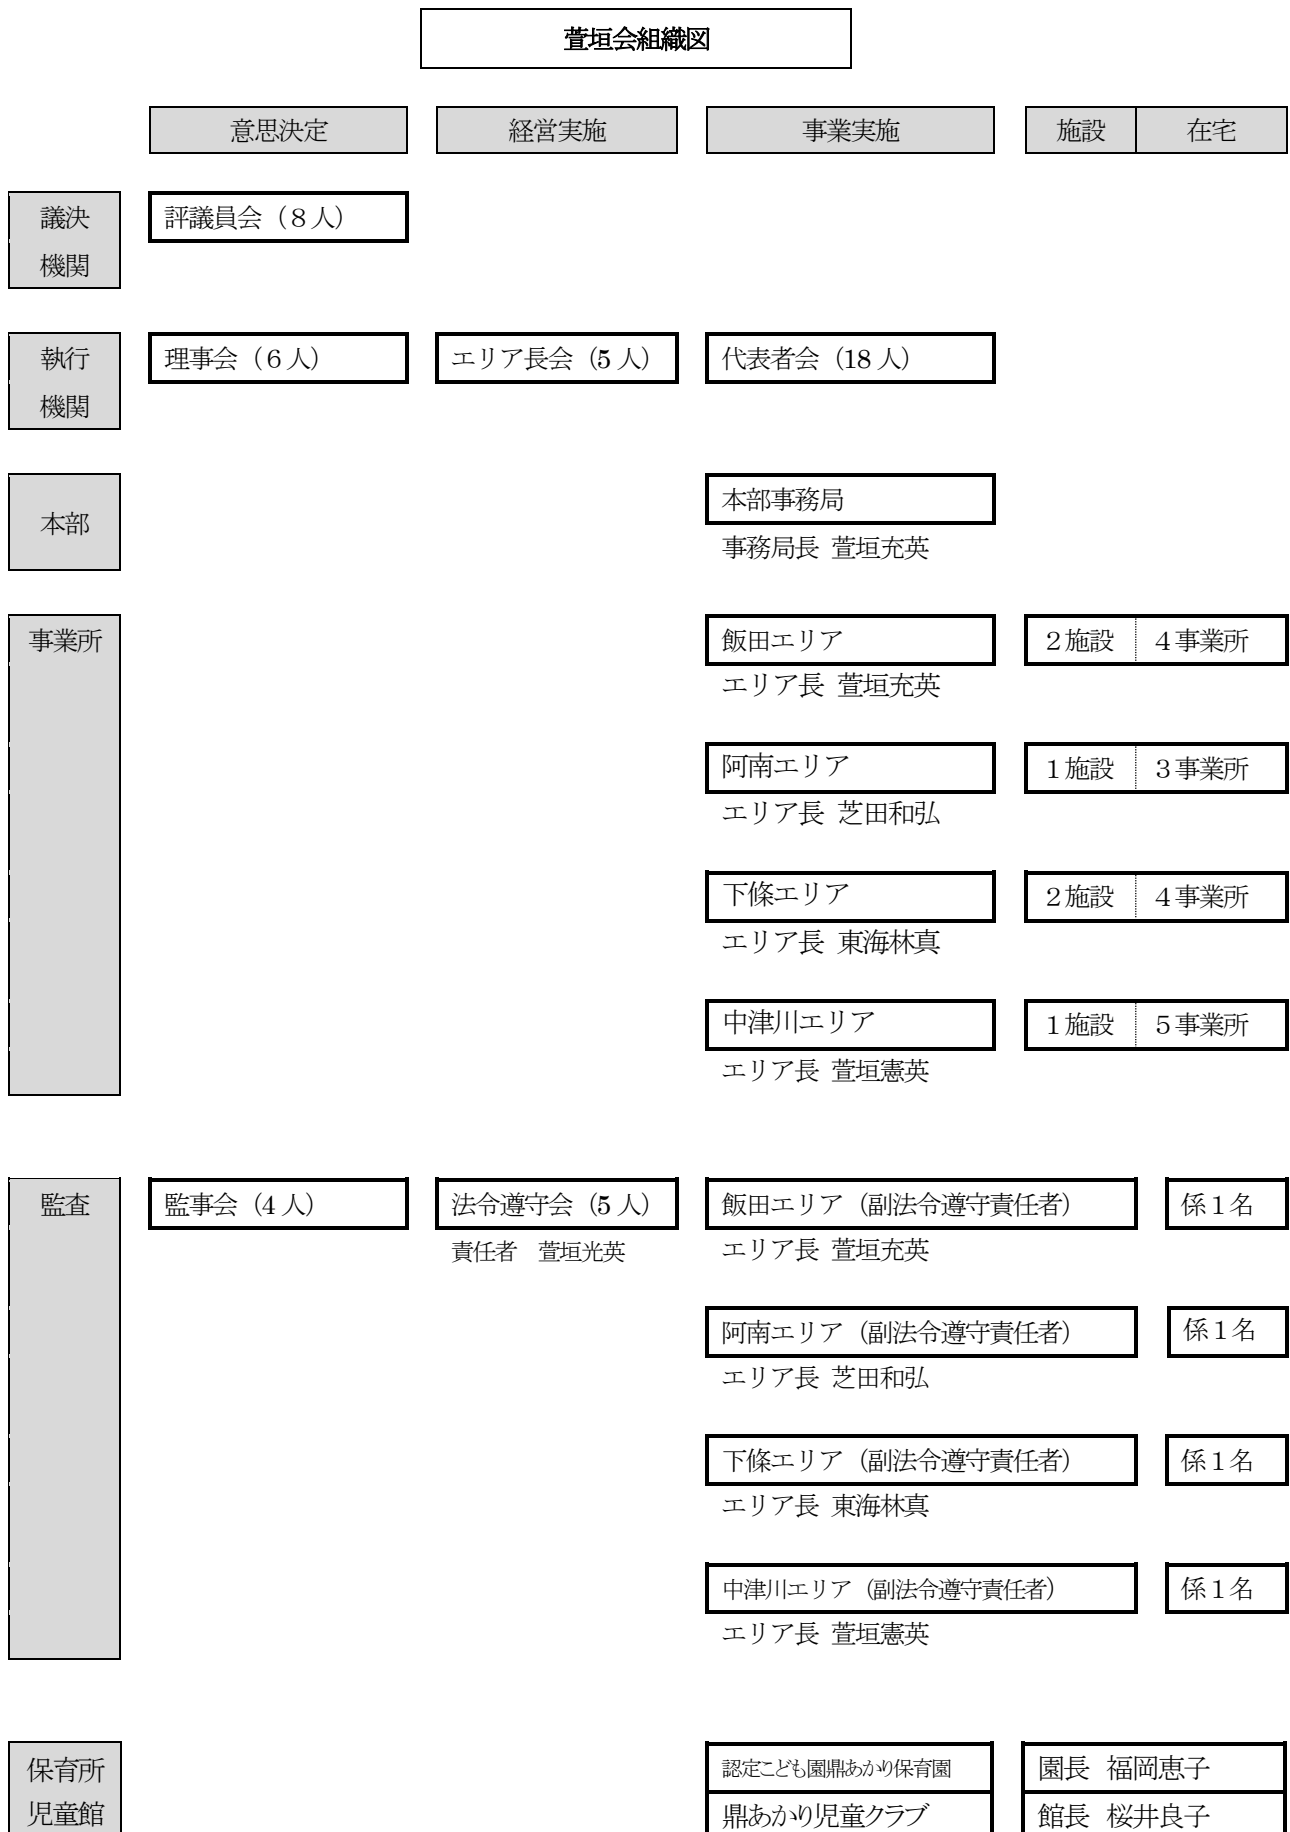 萱垣会組織図
意思決定 経営実施 事業実施 施設 在宅
議決
機関
評議員会（８人）
執行
機関
理事会（６人） エリア長会（5人） 代表者会（18人）
本部
本部事務局
事務局長 萱垣充英
事業所
飯田エリア ２施設 ４事業所
エリア長 萱垣充英
阿南エリア １施設 ３事業所
エリア長 芝田和弘
下條エリア ２施設 ４事業所
エリア長 東海林真
中津川エリア １施設 ５事業所
エリア長 萱垣憲英
監査 監事会（4人） 法令遵守会（5人） 飯田エリア（副法令遵守責任者） 係１名
責任者　萱垣光英 エリア長 萱垣充英
阿南エリア（副法令遵守責任者） 係１名
エリア長 芝田和弘
下條エリア（副法令遵守責任者） 係１名
エリア長 東海林真
中津川エリア（副法令遵守責任者） 係１名
エリア長 萱垣憲英
保育所
児童館
認定こども園鼎あかり保育園 園長 福岡恵子
鼎あかり児童クラブ 館長 桜井良子